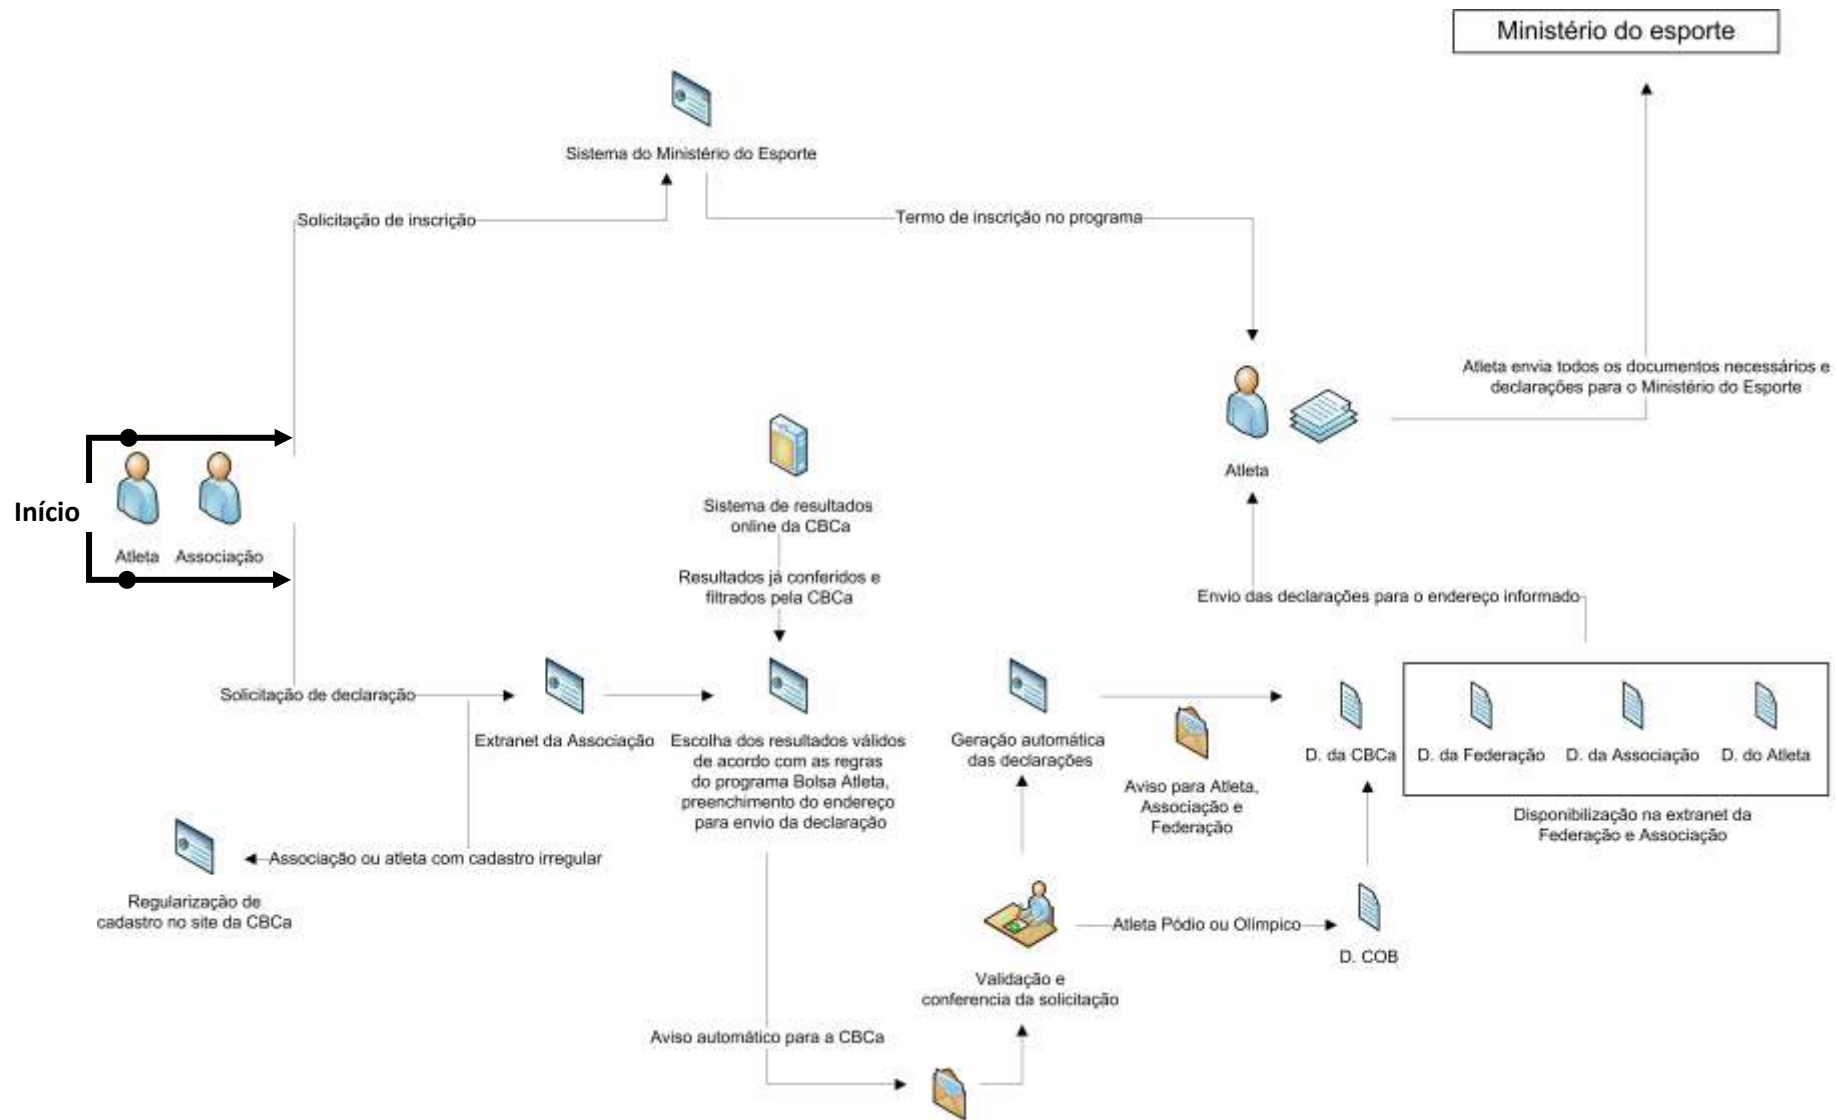 Ministério do esporte
Sistema do Ministério do Esporte
Solicitação de inscrição
Termo de inscrição no programa
Atleta envia todos os documentos necessários e
declarações para o Ministério do Esporte
Atleta
Início
Atleta
Associação
Sistema de resultados
online da CBCa
Resultados já conferidos e
filtrados pela CBCa
Envio das declarações para o endereço informado
Solicitação de declaração
Extranet da Associação
Escolha dos resultados válidos
de acordo com as regras
do programa Bolsa Atleta,
preenchimento do endereço
para envio da declaração
Geração automática
das declarações
Aviso para Atleta,
Associação e
Federação
D. da CBCa
D. da Federação
D. da Associação
D. do Atleta
Disponibilização na extranet da
Federação e Associação
Associação ou atleta com cadastro irregular
Regularização de
cadastro no site da CBCa
Atleta Pódio ou Olímpico
D. COB
Validação e
conferencia da solicitação
Aviso automático para a CBCa